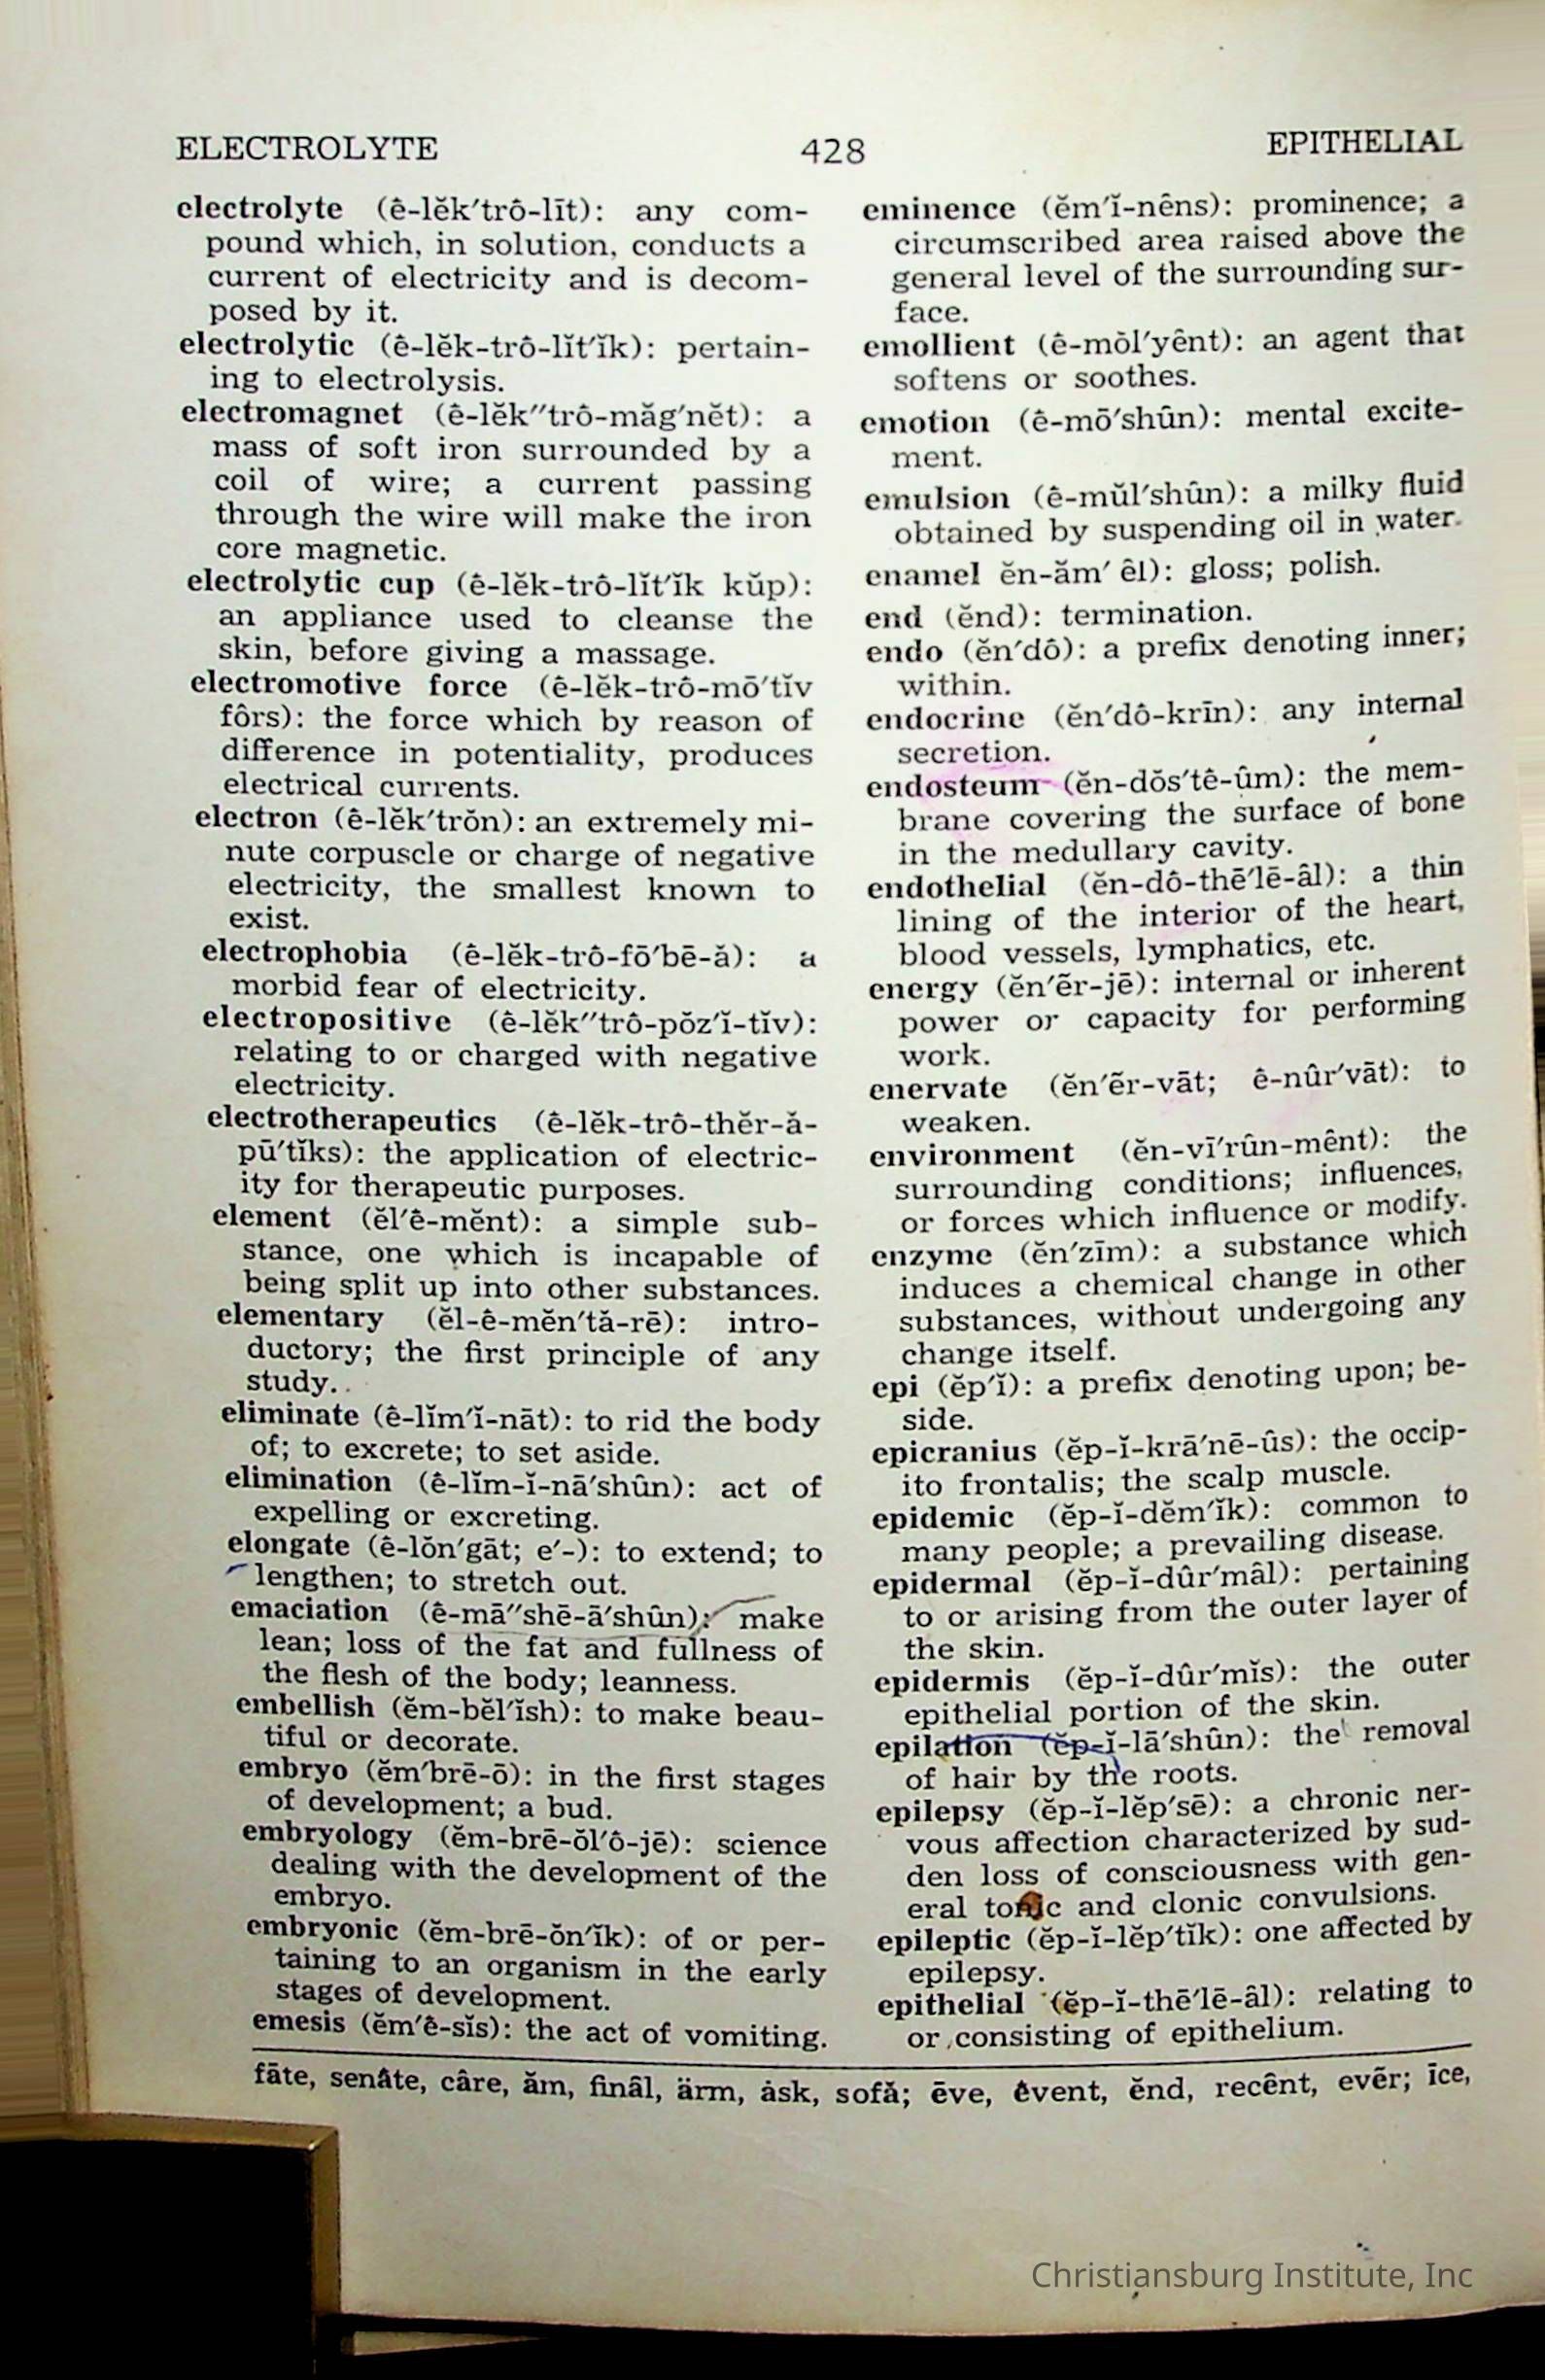 ELECTROLYTE 428 EPITHELIAL
electrolyte (ê-lĕk′trô-līt): any com-
pound which, in solution, conducts a
current of electricity and is decom-
posed by it.
electrolytic (ê-lĕk-trô-lĭt′ĭk): pertain-
ing to electrolysis.
electromagnet (ê-lĕk″trô-măg′nĕt): a
mass of soft iron surrounded by a
coil of wire; a current passing
through the wire will make the iron
core magnetic.
electrolytic cup (ê-lĕk-trô-lĭt′ĭk kŭp):
an appliance used to cleanse the
skin, before giving a massage.
electromotive force (ê-lĕk-trô-mō′tĭv
fôrs): the force which by reason of
difference in potentiality, produces
electrical currents.
electron (ê-lĕk′trŏn): an extremely mi-
nute corpuscle or charge of negative
electricity, the smallest known to
exist.
electrophobia (ê-lĕk-trô-fō′bē-ă): a
morbid fear of electricity.
electropositive (ê-lĕk″trô-pŏz′ĭ-tĭv):
relating to or charged with negative
electricity.
electrotherapeutics (ê-lĕk-trô-thĕr-ă-
pū′tĭks): the application of electric-
ity for therapeutic purposes.
element (ĕl′ê-mĕnt): a simple sub-
stance, one which is incapable of
being split up into other substances.
elementary (ĕl-ê-mĕn′tă-rē): intro-
ductory; the first principle of any
study.
eliminate (ê-lĭm′ĭ-nāt): to rid the body
of; to excrete; to set aside.
elimination (ê-lĭm-ĭ-nā′shûn): act of
expelling or excreting.
elongate (ê-lŏn′gāt; e′-): to extend; to
lengthen; to stretch out.
emaciation (ê-mā″shē-ā′shûn): make
lean; loss of the fat and fullness of
the flesh of the body; leanness.
embellish (ĕm-bĕl′ĭsh): to make beau-
tiful or decorate.
embryo (ĕm′brē-ō): in the first stages
of development; a bud.
embryology (ĕm-brē-ŏl′ô-jē): science
dealing with the development of the
embryo.
embryonic (ĕm-brē-ŏn′ĭk): of or per-
taining to an organism in the early
stages of development.
emesis (ĕm′ê-sĭs): the act of vomiting.
eminence (ĕm′ĭ-nêns): prominence; a
circumscribed area raised above the
general level of the surrounding sur-
face.
emollient (ê-mŏl′yênt): an agent that
softens or soothes.
emotion (ê-mō′shûn): mental excite-
ment.
emulsion (ê-mŭl′shûn): a milky fluid
obtained by suspending oil in water.
enamel ĕn-ăm′ êl): gloss; polish.
end (ĕnd): termination.
endo (ĕn′dô): a prefix denoting inner;
within.
endocrine (ĕn′dô-krīn): any internal
secretion.
endosteum (ĕn-dŏs′tê-ûm): the mem-
brane covering the surface of bone
in the medullary cavity.
endothelial (ĕn-dô-thē′lē-âl): a thin
lining of the interior of the heart,
blood vessels, lymphatics, etc.
energy (ĕn′ẽr-jē): internal or inherent
power or capacity for performing
work.
enervate (ĕn′ẽr-vāt; ê-nûr′vāt): to
weaken.
environment (ĕn-vī′rûn-mênt): the
surrounding conditions; influences,
or forces which influence or modify.
enzyme (ĕn′zīm): a substance which
induces a chemical change in other
substances, without undergoing any
change itself.
epi (ĕp′ĭ): a prefix denoting upon; be-
side.
epicranius (ĕp-ĭ-krā′nē-ûs): the occip-
ito frontalis; the scalp muscle.
epidemic (ĕp-ĭ-dĕm′ĭk): common to
many people; a prevailing disease.
epidermal (ĕp-ĭ-dûr′mâl): pertaining
to or arising from the outer layer of
the skin.
epidermis (ĕp-ĭ-dûr′mĭs): the outer
epithelial portion of the skin.
epilation (ĕp-ĭ-lā′shûn): the removal
of hair by the roots.
epilepsy (ĕp-ĭ-lĕp′sē): a chronic ner-
vous affection characterized by sud-
den loss of consciousness with gen-
eral tonic and clonic convulsions.
epileptic (ĕp-ĭ-lĕp′tĭk): one affected by
epilepsy.
epithelial (ĕp-ĭ-thē′lē-âl): relating to
or consisting of epithelium.
fāte, senâte, câre, ăm, finâl, ärm, ȧsk, sofă; ēve, êvent, ĕnd, recênt, evẽr; īce,
Christiansburg Institute, Inc